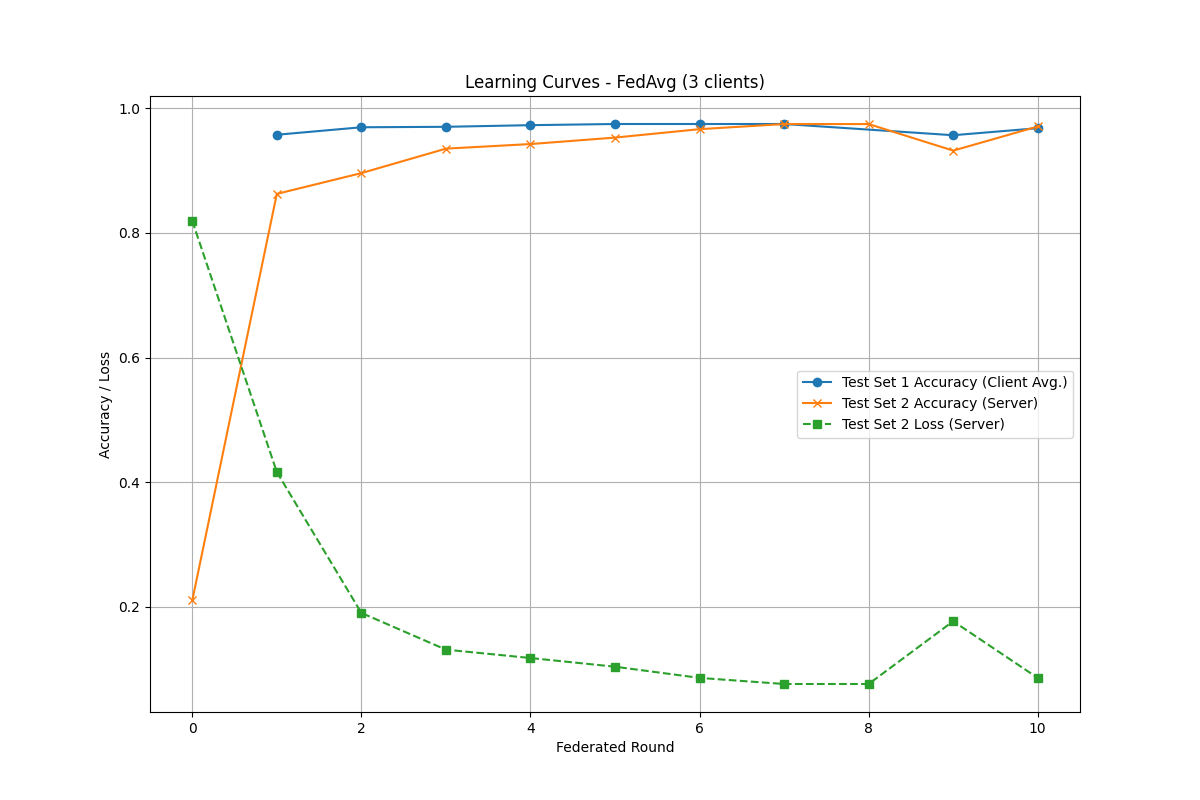 Learning Curves - FedAvg (3 clients)
1.0
0.8
0.6
0.4
0.2
Accuracy / Loss
Test Set 1 Accuracy (Client Avg.)
Test Set 2 Accuracy (Server)
Test Set 2 Loss (Server)
0 2 4 6 8 10
Federated Round